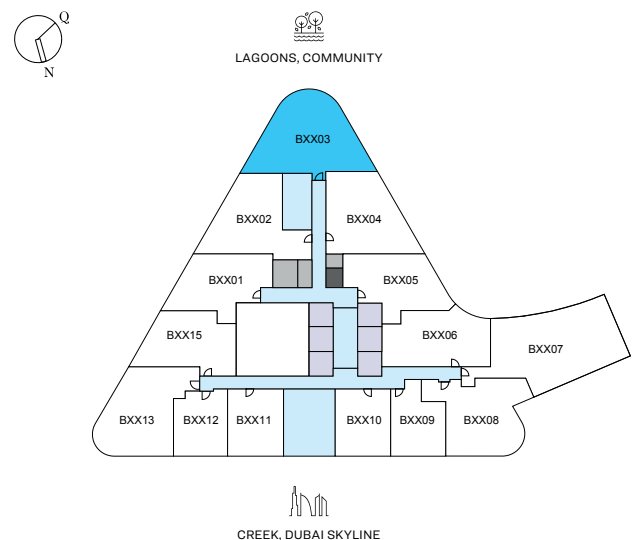 Q
N
LAGOONS, COMMUNITY
BXX03
BXX02
BXX04
BXX01
BXX05
BXX15
BXX06
BXX07
BXX13
BXX12
BXX11
BXX10
BXX09
BXX08
CREEK, DUBAI SKYLINE